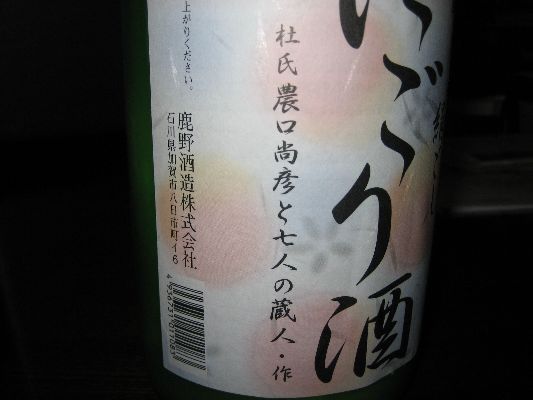 にごり酒
杜氏農口尚彦と七人の蔵人・作
上がりください。
鹿野酒造株式会社
石川県加賀市八日市町イ6